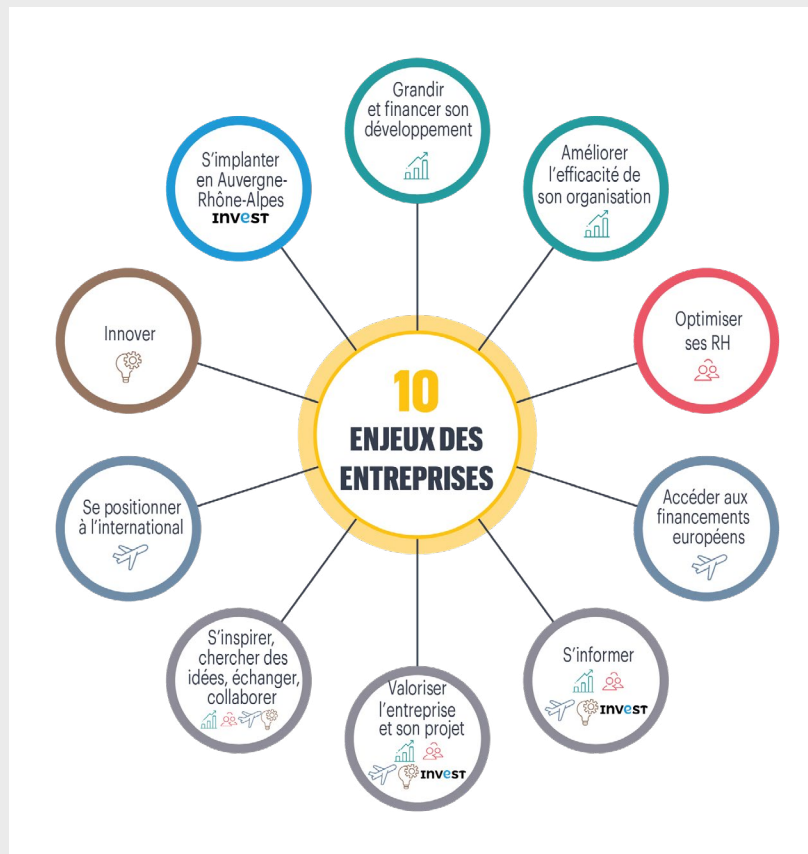 10
ENJEUX DES
ENTREPRISES
Grandir
et financer son
développement
Améliorer
l'efficacité de
son organisation
Optimiser
ses RH
Accéder aux
financements
européens
S'informer
INVEST
Valoriser
l'entreprise
et son projet
INVEST
S'inspirer,
chercher des
idées, échanger,
collaborer
Se positionner
à l'international
Innover
S'implanter
en Auvergne-
Rhône-Alpes
INVEST